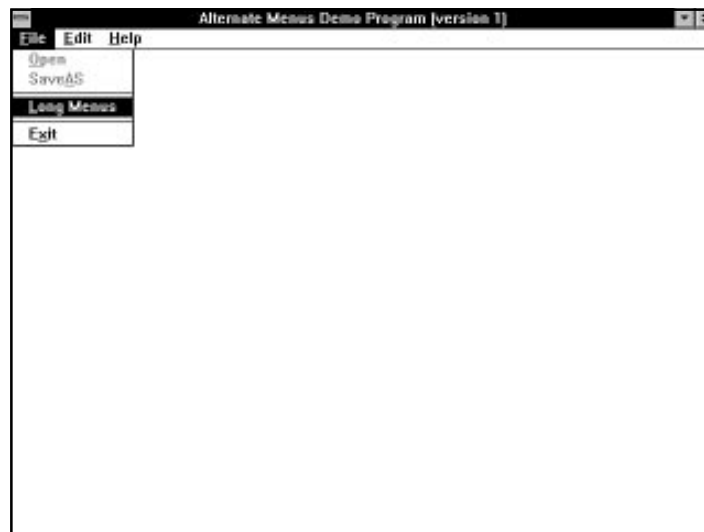 Alternate Menus Demo Program (version 1)
File Edit Help
Open
SaveAS
Long Menus
Exit